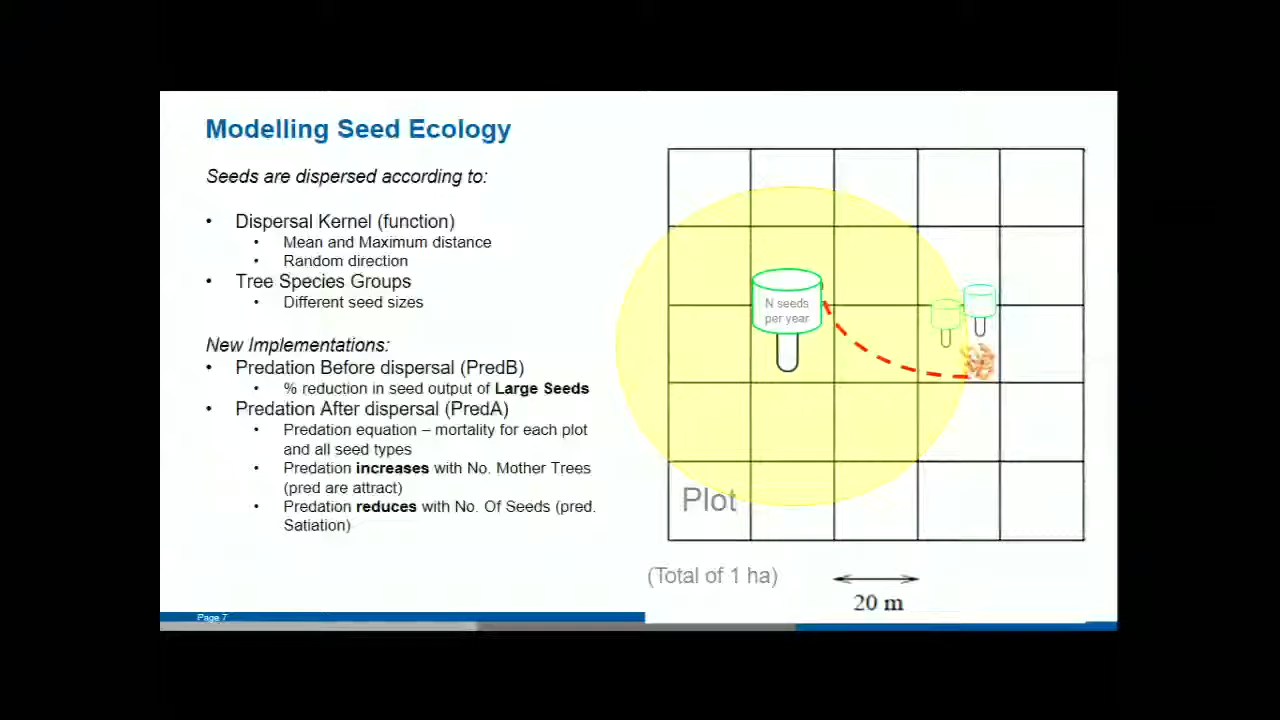 Modelling Seed Ecology
Seeds are dispersed according to:
• Dispersal Kernel (function)
• Mean and Maximum distance
• Random direction
• Tree Species Groups
• Different seed sizes
New Implementations:
• Predation Before dispersal (PredB)
• % reduction in seed output of Large Seeds
• Predation After dispersal (PredA)
• Predation equation – mortality for each plot
and all seed types
• Predation increases with No. Mother Trees
(pred are attract)
• Predation reduces with No. Of Seeds (pred.
Satiation)
N seeds
per year
Plot
(Total of 1 ha)
20 m
Page 7